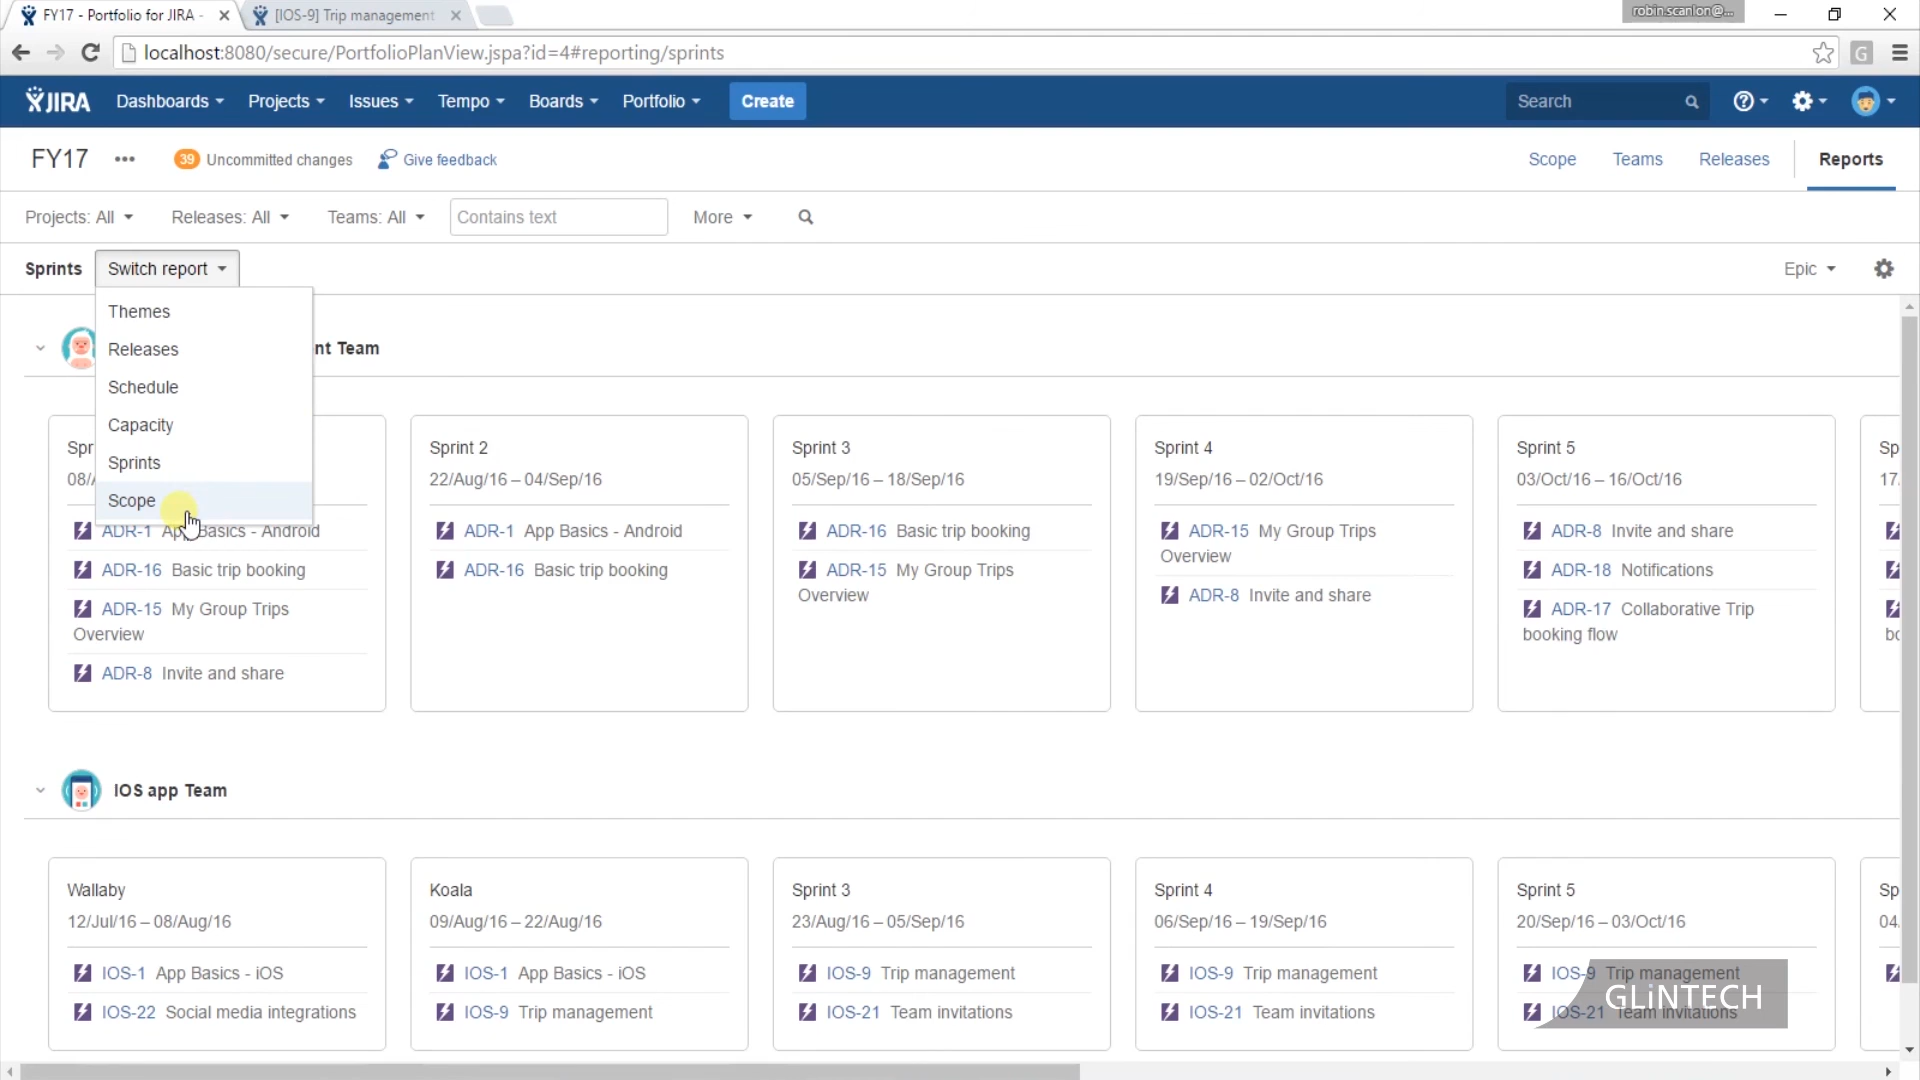 FY17 - Portfolio for JIRA -
[IOS-9] Trip management
robin.scanlon@...
localhost:8080/secure/PortfolioPlanView.jspa?id=4#reporting/sprints
G
JIRA Dashboards Projects Issues Tempo Boards Portfolio Create Search
FY17 ••• 39 Uncommitted changes Give feedback Scope Teams Releases Reports
Projects: All Releases: All Teams: All Contains text More
Sprints Switch report Epic
Themes
Releases
Schedule
Capacity
Sprints
Scope
nt Team
Spr
08/
ADR-1 App Basics - Android
ADR-16 Basic trip booking
ADR-15 My Group Trips
Overview
ADR-8 Invite and share
Sprint 2
22/Aug/16 – 04/Sep/16
ADR-1 App Basics - Android
ADR-16 Basic trip booking
Sprint 3
05/Sep/16 - 18/Sep/16
ADR-16 Basic trip booking
ADR-15 My Group Trips
Overview
Sprint 4
19/Sep/16 – 02/Oct/16
ADR-15 My Group Trips
Overview
ADR-8 Invite and share
Sprint 5
03/Oct/16 – 16/Oct/16
ADR-8 Invite and share
ADR-18 Notifications
ADR-17 Collaborative Trip
booking flow
Sp
17.
bo
IOS app Team
Wallaby
12/Jul/16 – 08/Aug/16
IOS-1 App Basics - iOS
IOS-22 Social media integrations
Koala
09/Aug/16 – 22/Aug/16
IOS-1 App Basics - iOS
IOS-9 Trip management
Sprint 3
23/Aug/16 – 05/Sep/16
IOS-9 Trip management
IOS-21 Team invitations
Sprint 4
06/Sep/16 – 19/Sep/16
IOS-9 Trip management
IOS-21 Team invitations
Sprint 5
20/Sep/16 – 03/Oct/16
IOS-9 Trip management
IOS-21 Team invitations
Sp
04.
GLiNTECH